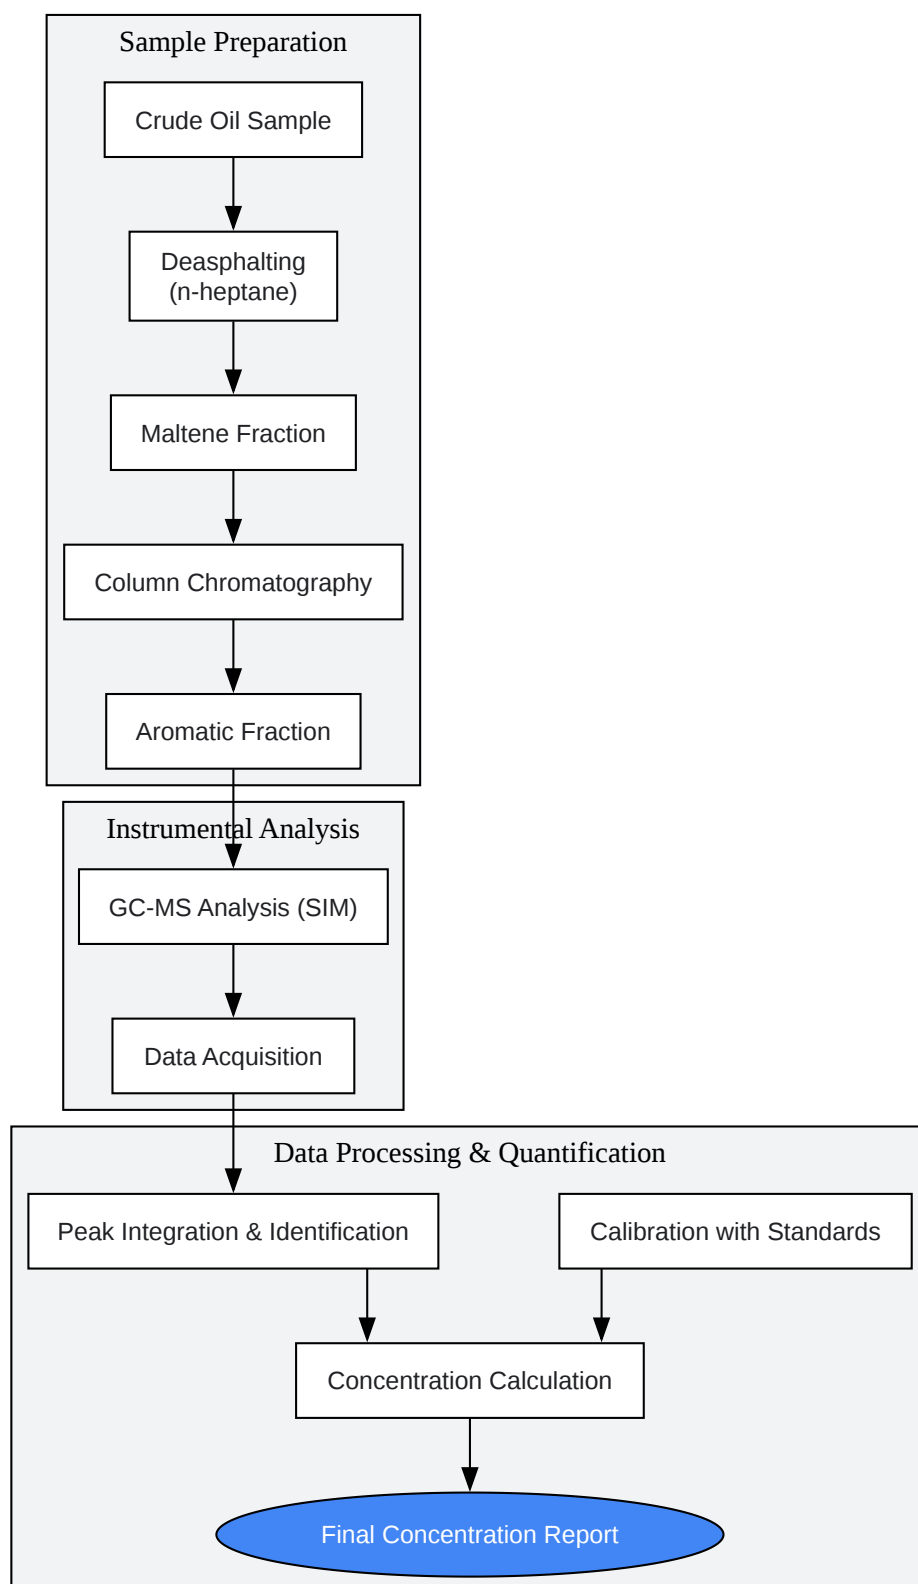 Sample Preparation
Crude Oil Sample
Deasphalting
(n-heptane)
Maltene Fraction
Column Chromatography
Aromatic Fraction
Instrumental Analysis
GC-MS Analysis (SIM)
Data Acquisition
Data Processing & Quantification
Peak Integration & Identification
Calibration with Standards
Concentration Calculation
Final Concentration Report